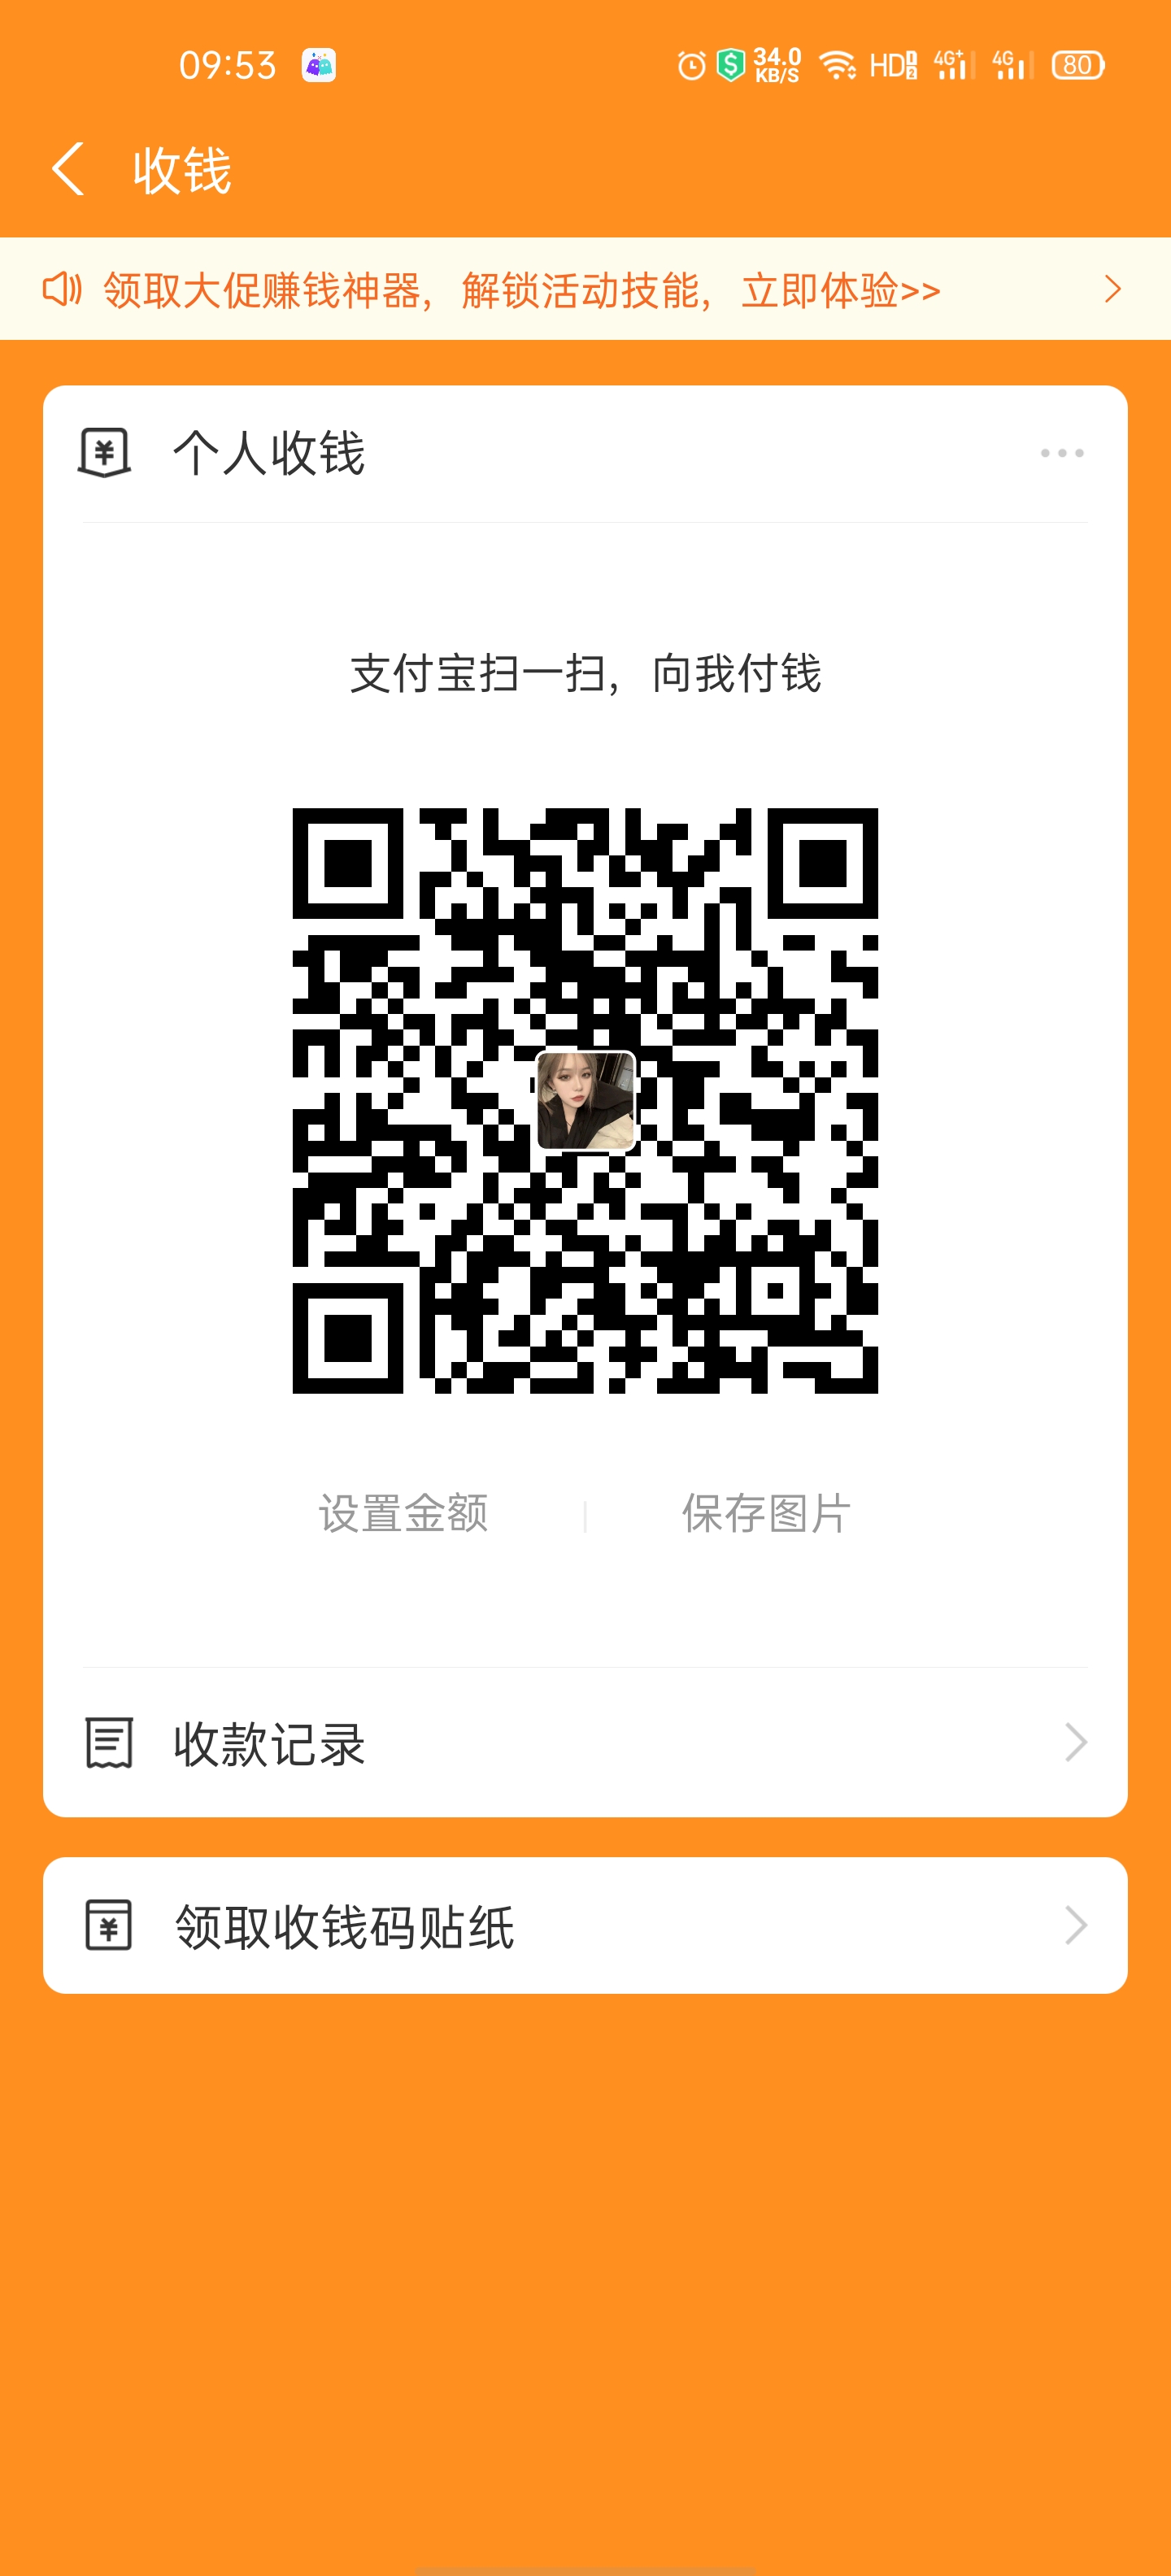 09:53
34.0
KB/S
HD 1 2
4G+
4G
80
收钱
领取大促赚钱神器，解锁活动技能，立即体验>>
个人收钱
支付宝扫一扫，向我付钱
设置金额
保存图片
收款记录
领取收钱码贴纸